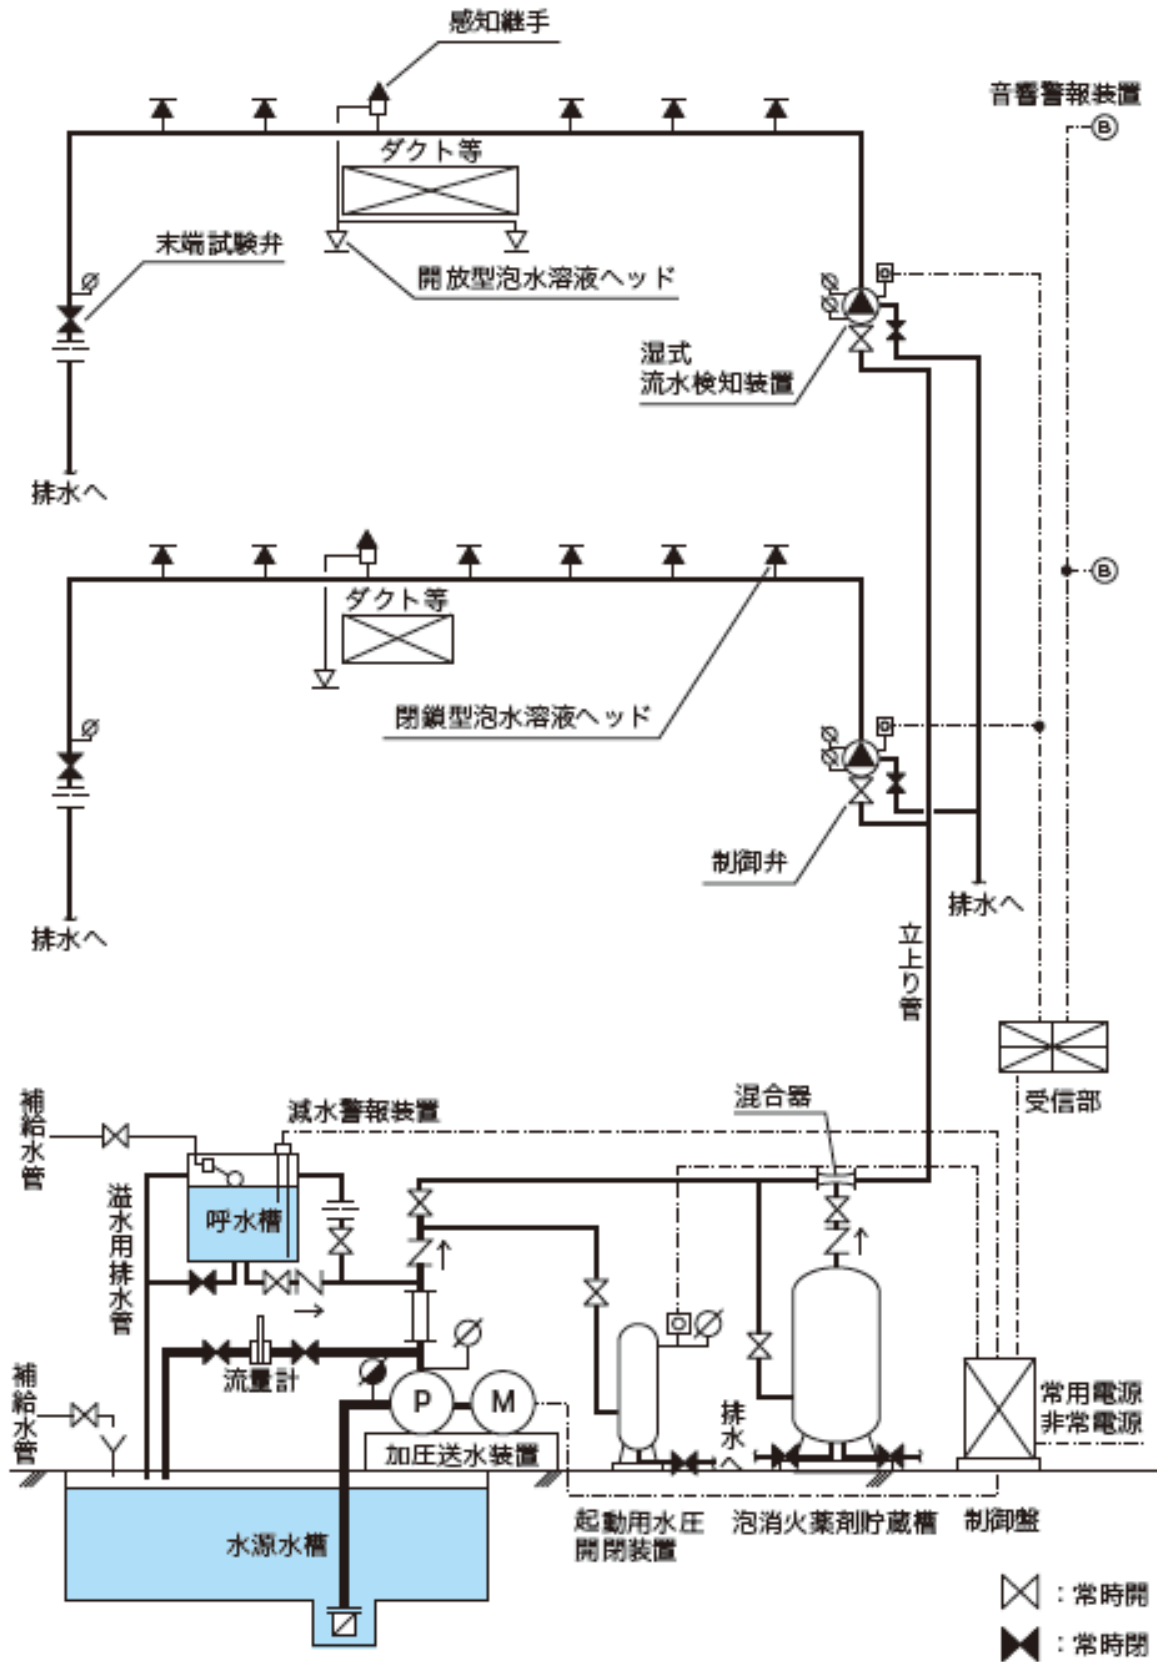 感知継手
音響警報装置
B
ダクト等
末端試験弁
開放型泡水溶液ヘッド
湿式
流水検知装置
排水へ
B
ダクト等
閉鎖型泡水溶液ヘッド
制御弁
排水へ
排水へ
立上り管
受信部
混合器
減水警報装置
補給水管
溢水用排水管
呼水槽
流量計
補給水管
P
M
加圧送水装置
排水へ
常用電源
非常電源
水源水槽
起動用水圧
開閉装置
泡消火薬剤貯蔵槽
制御盤
：常時開
：常時閉